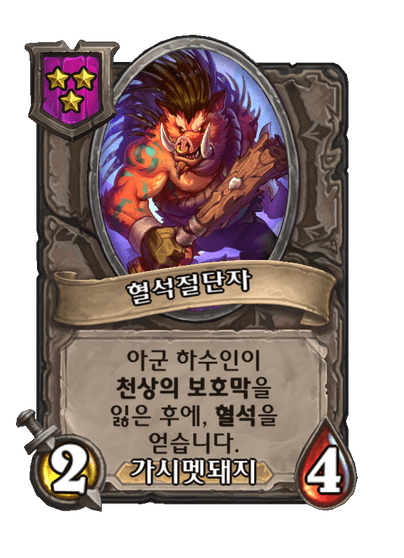 혈석절단자
아군 하수인이
천상의 보호막을
잃은 후에, 혈석을
얻습니다.
가시멧돼지
2
4